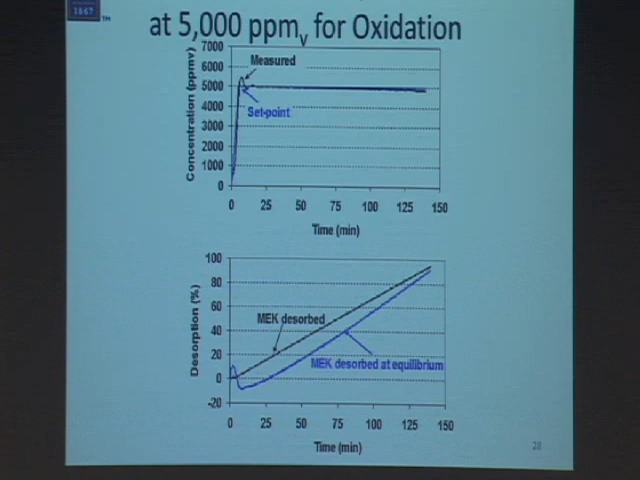 1867 ™
at 5,000 ppmv for Oxidation
7000
6000
5000
4000
3000
2000
1000
0
Concentration (ppmv)
Measured
Set-point
0 25 50 75 100 125 150
Time (min)
100
80
60
40
20
0
-20
Desorption (%)
MEK desorbed
MEK desorbed at equilibrium
0 25 50 75 100 125 150
Time (min)
28